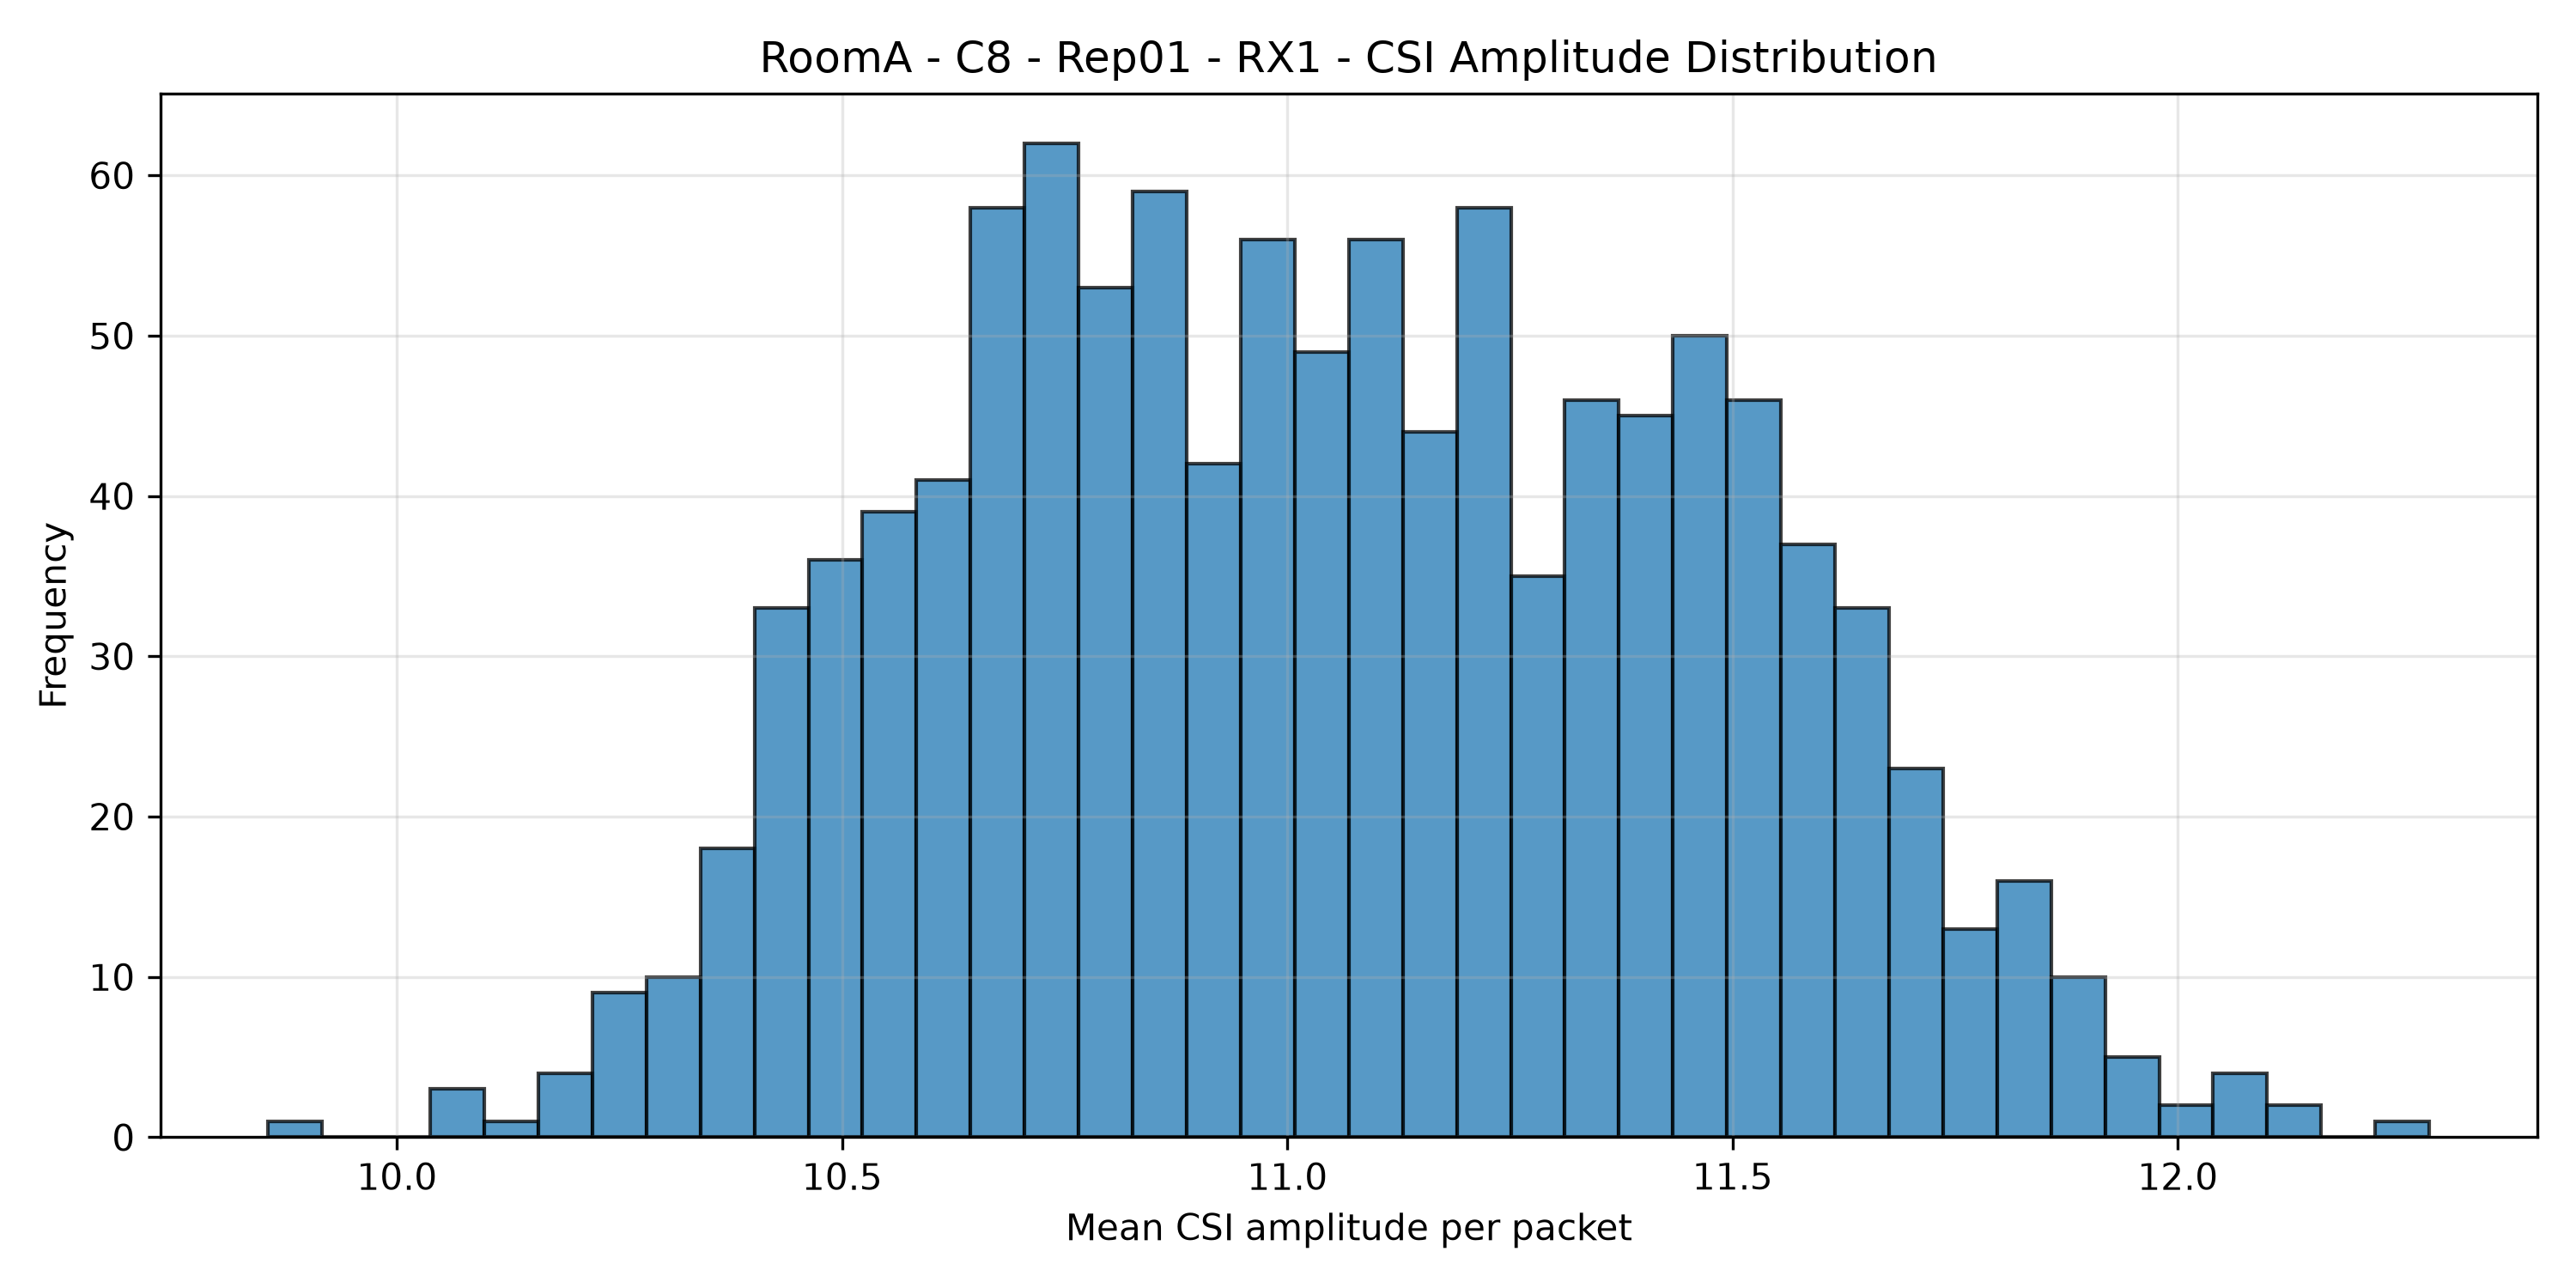 RoomA - C8 - Rep01 - RX1 - CSI Amplitude Distribution
Frequency
60
50
40
30
20
10
0
10.0 10.5 11.0 11.5 12.0
Mean CSI amplitude per packet